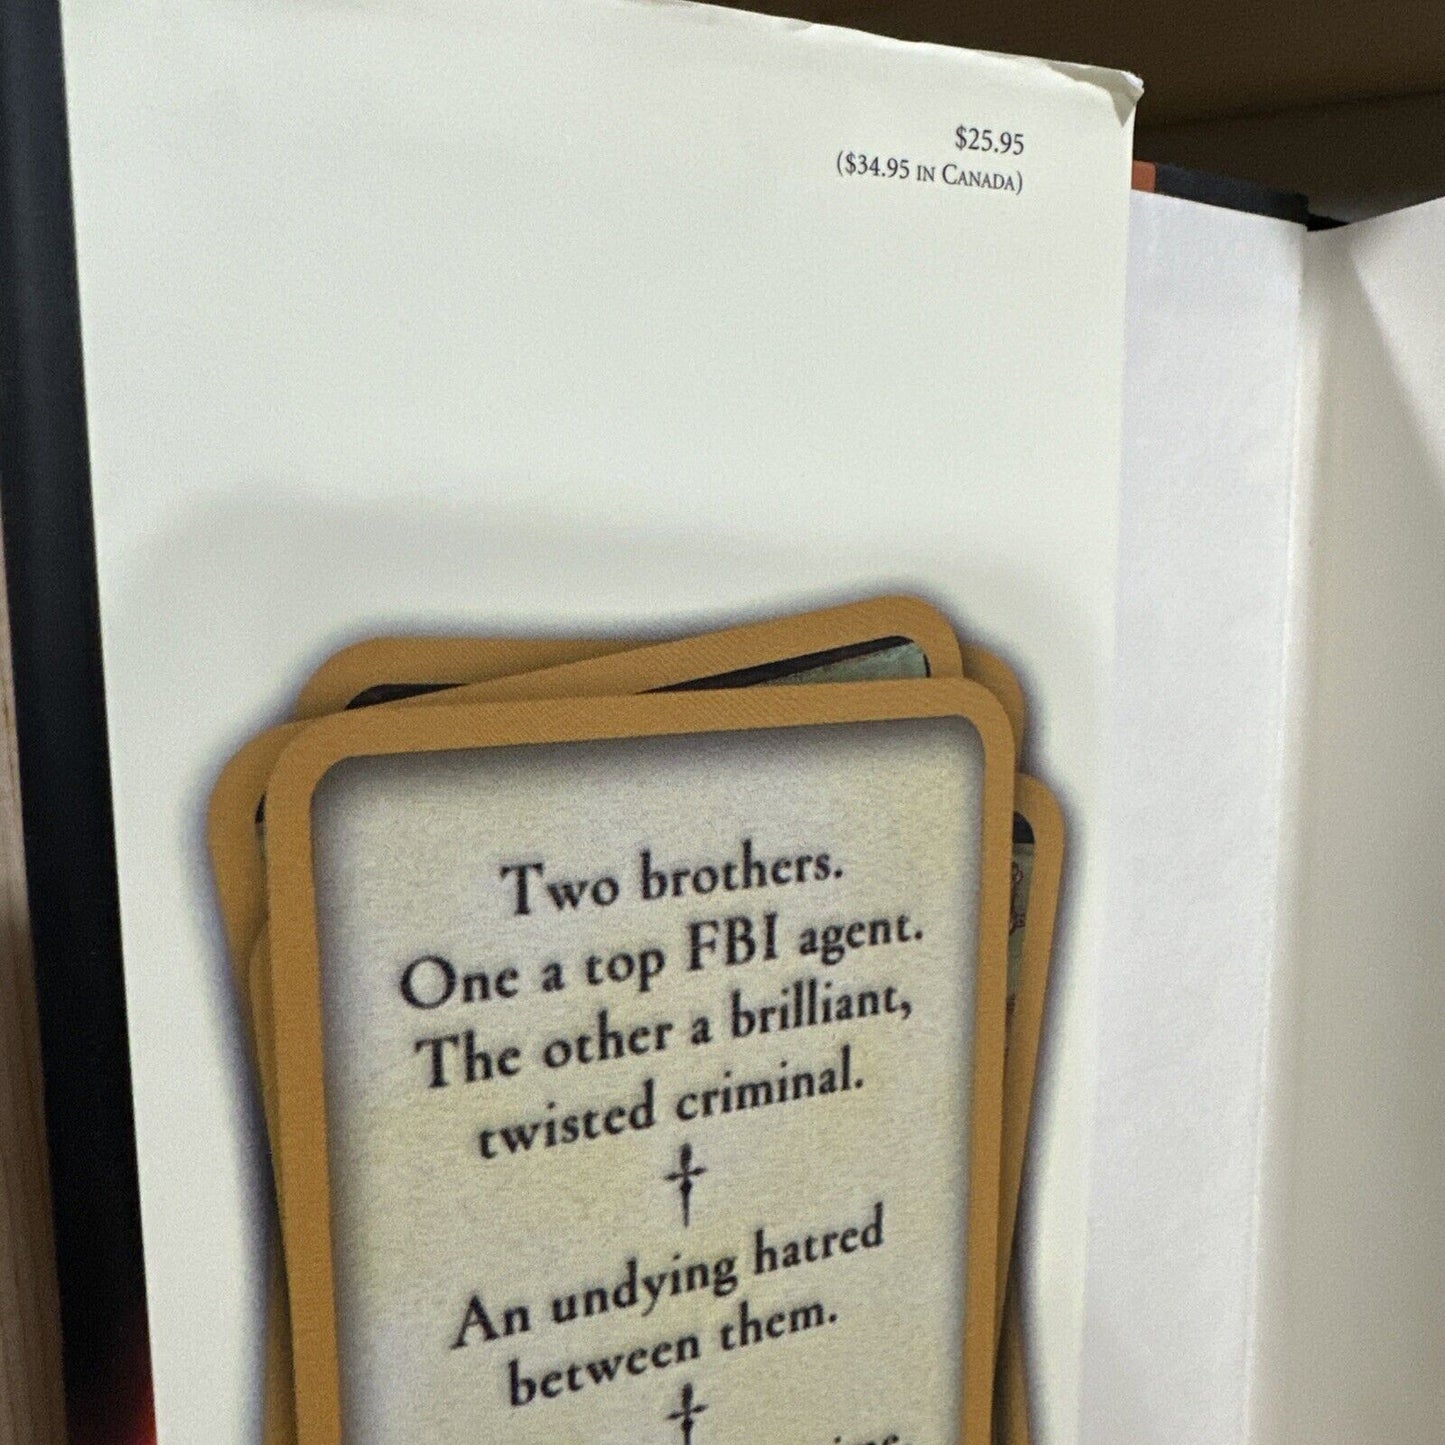 $25.95
($34.95 IN CANADA)
Two brothers.
One a top FBI agent.
The other a brilliant,
twisted criminal.
An undying hatred
between them.